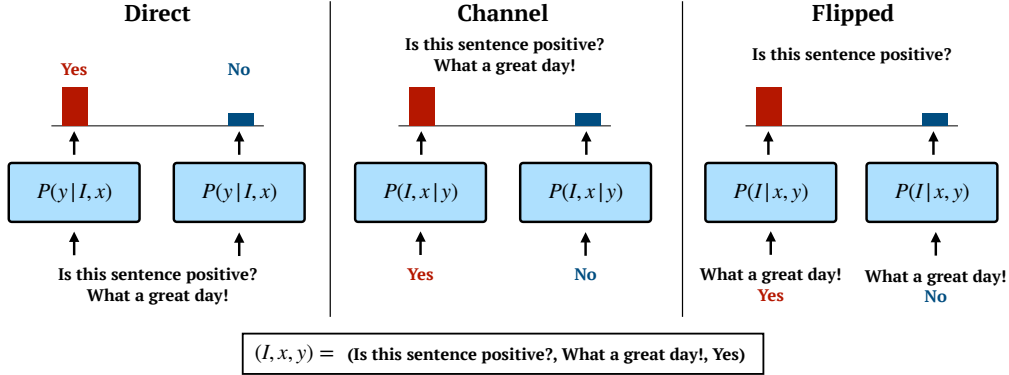 Direct
Yes
No
P(y | I, x)
P(y | I, x)
Is this sentence positive?
What a great day!
Channel
Is this sentence positive?
What a great day!
P(I, x | y)
P(I, x | y)
Yes
No
Flipped
Is this sentence positive?
P(I | x, y)
P(I | x, y)
What a great day!
Yes
What a great day!
No
(I, x, y) = (Is this sentence positive?, What a great day!, Yes)